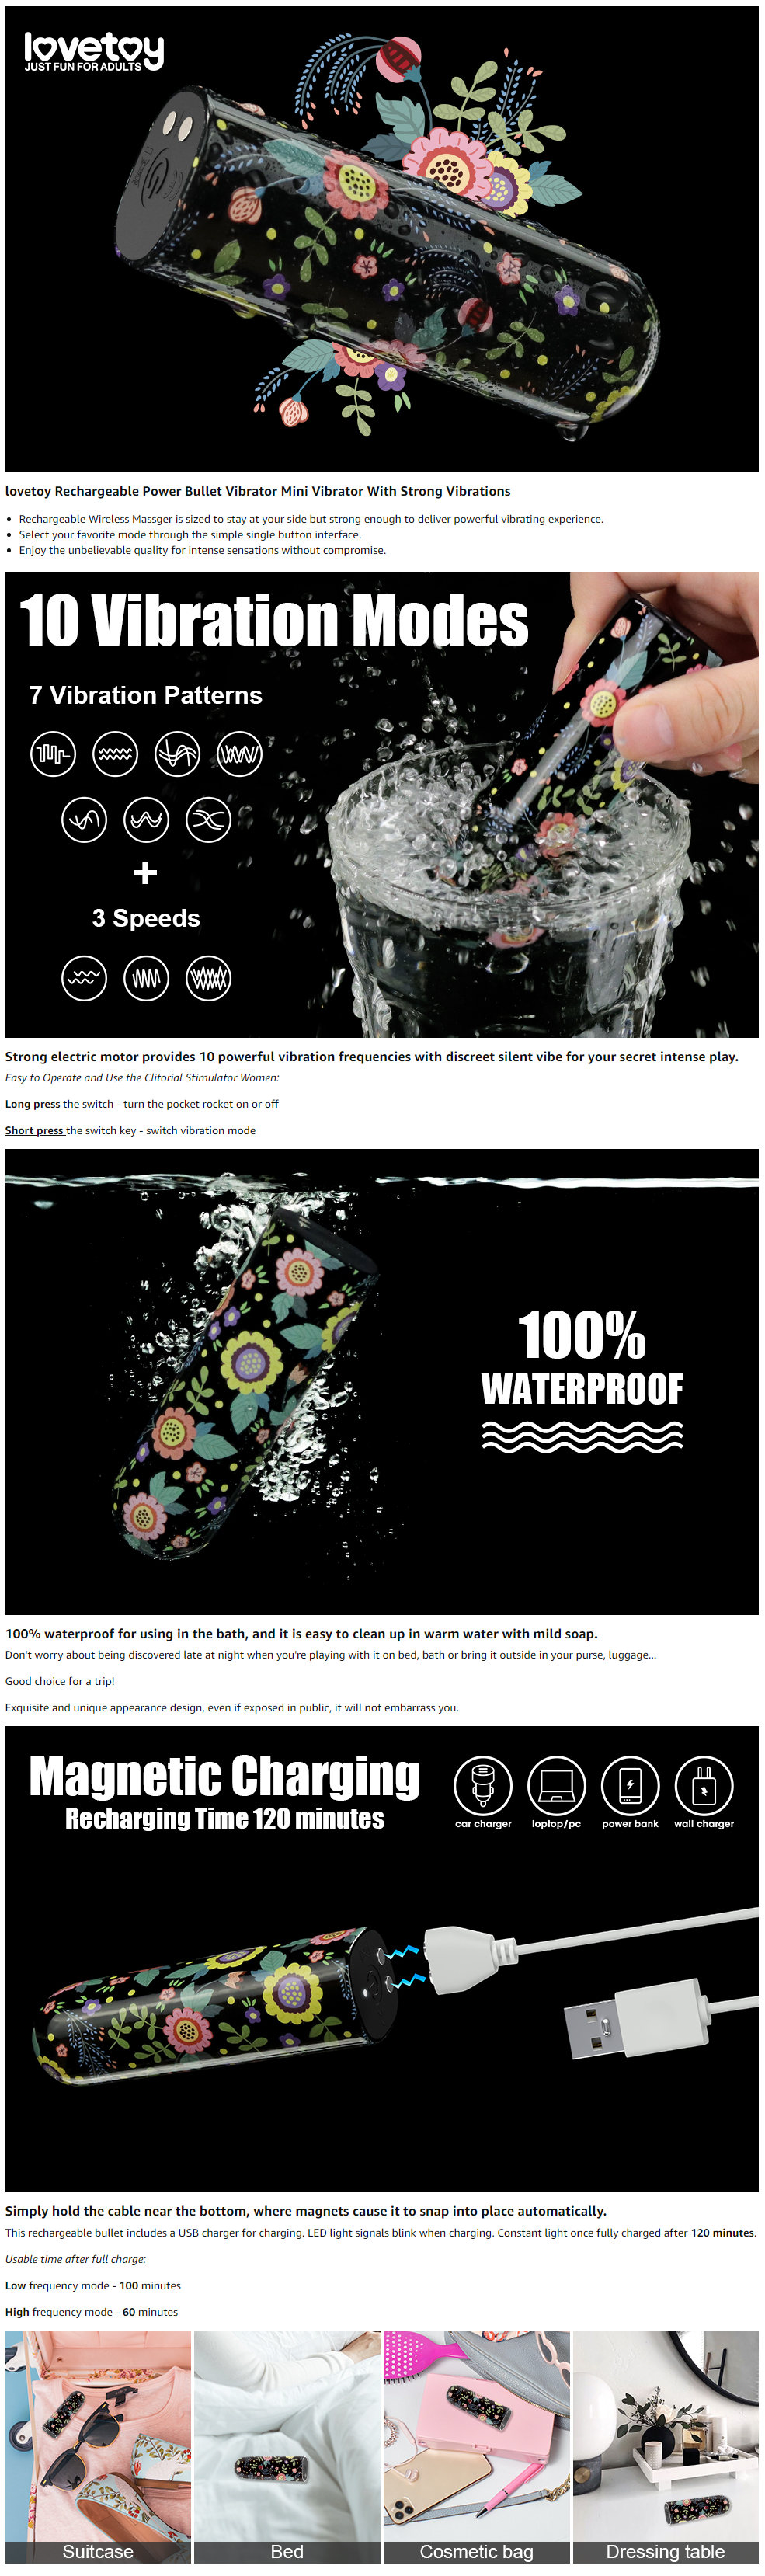 lovetoy
JUST FUN FOR ADULTS
lovetoy Rechargeable Power Bullet Vibrator Mini Vibrator With Strong Vibrations
• Rechargeable Wireless Massger is sized to stay at your side but strong enough to deliver powerful vibrating experience.
• Select your favorite mode through the simple single button interface.
• Enjoy the unbelievable quality for intense sensations without compromise.
10 Vibration Modes
7 Vibration Patterns
+
3 Speeds
Strong electric motor provides 10 powerful vibration frequencies with discreet silent vibe for your secret intense play.
Easy to Operate and Use the Clitorial Stimulator Women:
Long press the switch - turn the pocket rocket on or off
Short press the switch key - switch vibration mode
100%
WATERPROOF
100% waterproof for using in the bath, and it is easy to clean up in warm water with mild soap.
Don't worry about being discovered late at night when you're playing with it on bed, bath or bring it outside in your purse, luggage...
Good choice for a trip!
Exquisite and unique appearance design, even if exposed in public, it will not embarrass you.
Magnetic Charging
Recharging Time 120 minutes
car charger loptop/pc power bank wall charger
Simply hold the cable near the bottom, where magnets cause it to snap into place automatically.
This rechargeable bullet includes a USB charger for charging. LED light signals blink when charging. Constant light once fully charged after 120 minutes.
Usable time after full charge:
Low frequency mode - 100 minutes
High frequency mode - 60 minutes
Suitcase Bed Cosmetic bag Dressing table